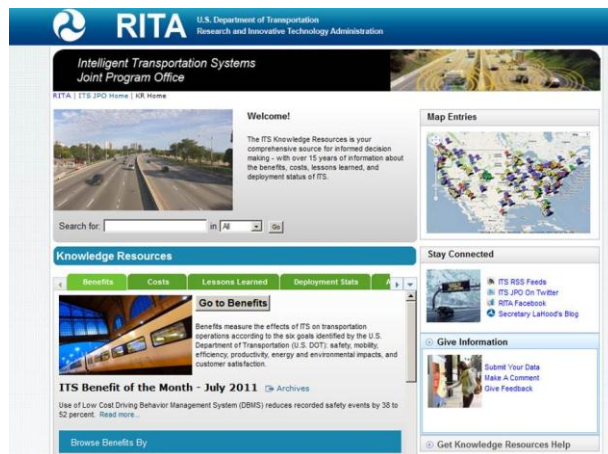 RITA
U.S. Department of Transportation
Research and Innovative Technology Administration
Intelligent Transportation Systems
Joint Program Office
RITA | ITS JPO Home | KR Home
Welcome!
The ITS Knowledge Resources is your
comprehensive source for informed decision
making - with over 15 years of information about
the benefits, costs, lessons learned, and
deployment status of ITS.
Search for:
in All
Go
Map Entries
Knowledge Resources
Benefits
Costs
Lessons Learned
Deployment Stats
A
Go to Benefits
Benefits measure the effects of ITS on transportation
operations according to the six goals identified by the U.S.
Department of Transportation (U.S. DOT): safety, mobility,
efficiency, productivity, energy and environmental impacts, and
customer satisfaction.
ITS Benefit of the Month - July 2011 Archives
Use of Low Cost Driving Behavior Management System (DBMS) reduces recorded safety events by 38 to
52 percent. Read more...
Browse Benefits By
Stay Connected
ITS RSS Feeds
ITS JPO On Twitter
RITA Facebook
Secretary LaHood's Blog
Give Information
Submit Your Data
Make A Comment
Give Feedback
Get Knowledge Resources Help